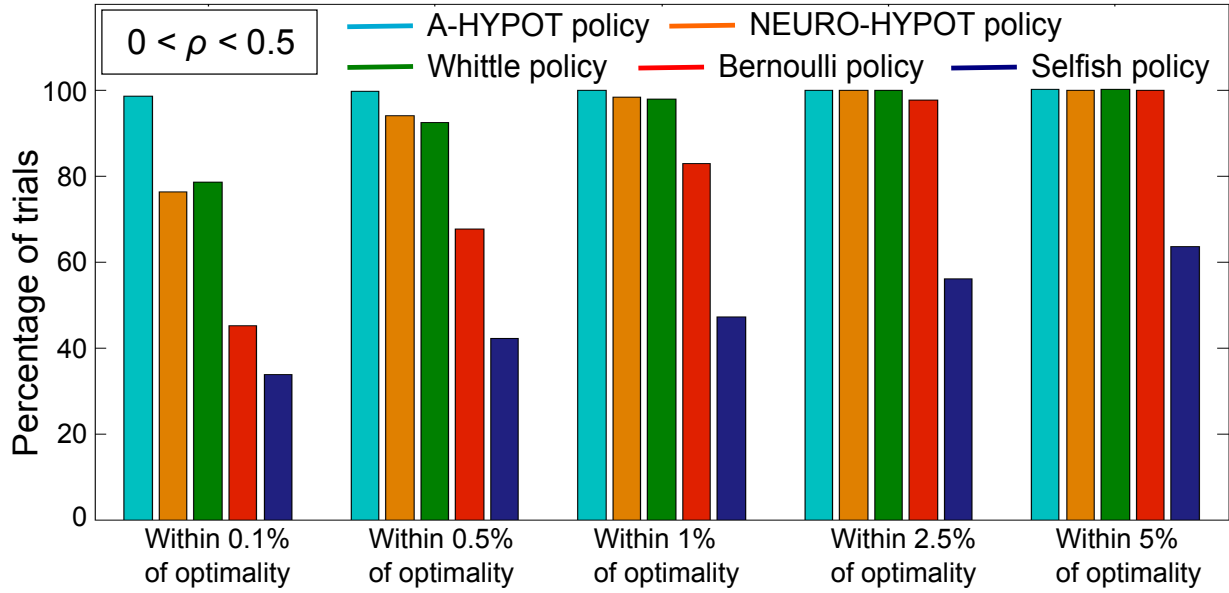 0 < ρ < 0.5
A-HYPOT policy
NEURO-HYPOT policy
Whittle policy
Bernoulli policy
Selfish policy
Percentage of trials
100
80
60
40
20
0
Within 0.1%
of optimality
Within 0.5%
of optimality
Within 1%
of optimality
Within 2.5%
of optimality
Within 5%
of optimality